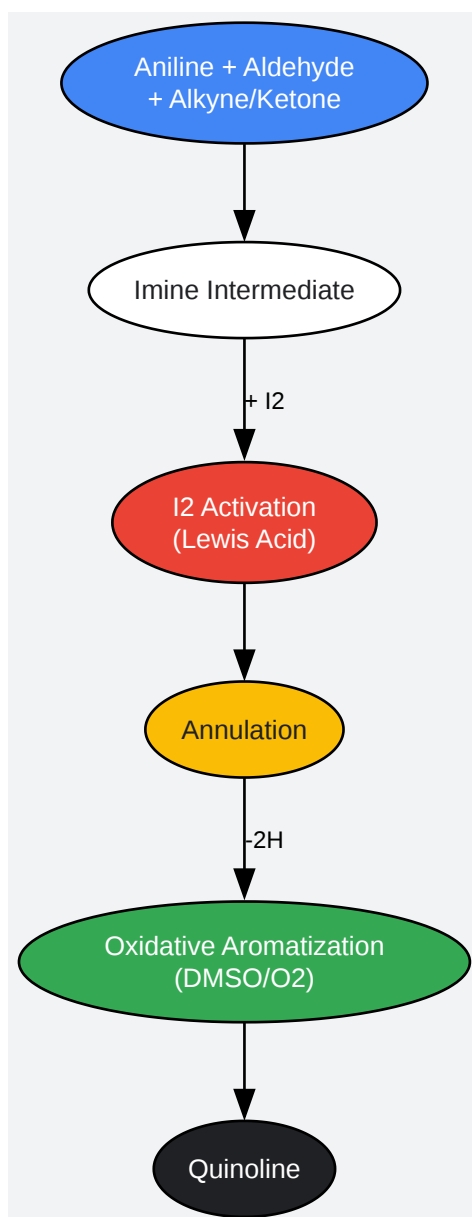 Aniline + Aldehyde
+ Alkyne/Ketone
Imine Intermediate
+ I2
I2 Activation
(Lewis Acid)
Annulation
-2H
Oxidative Aromatization
(DMSO/O2)
Quinoline